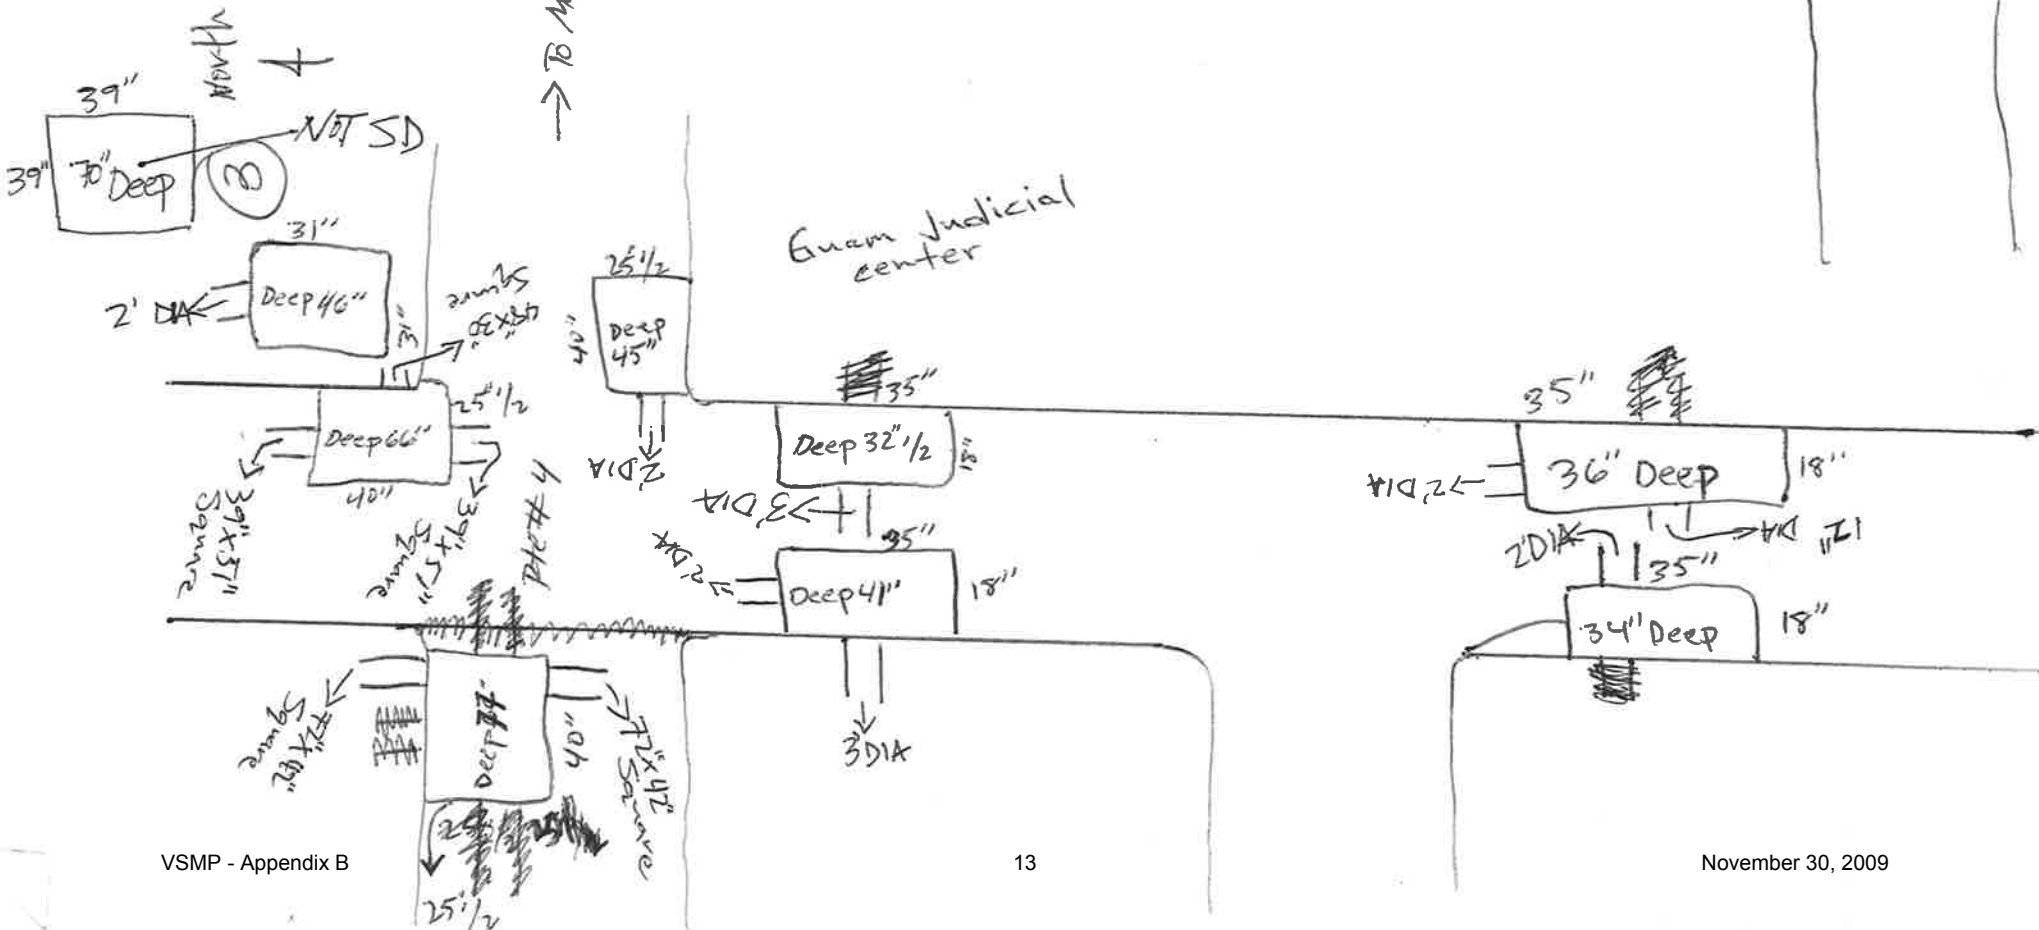 North
→ TO
39"
39"
70" Deep
NOT SD
3
31"
2' DIA
Deep 46"
31"
48"x30"
Square
25"1/2
40"
Deep
45"
2' DIA
Guam Judicial
center
25"1/2
Deep 66"
40"
39"x37"
Square
39"x51"
Square
35"
Deep 32"1/2
18"
3' DIA
35"
2' DIA
Deep 41"
18"
3' DIA
35"
36" Deep
18"
2' DIA
12" DIA
2' DIA
35"
34" Deep
18"
72"x42"
Square
Deep
40"
72"x42"
Square
25"1/2
VSMP - Appendix B
13
November 30, 2009